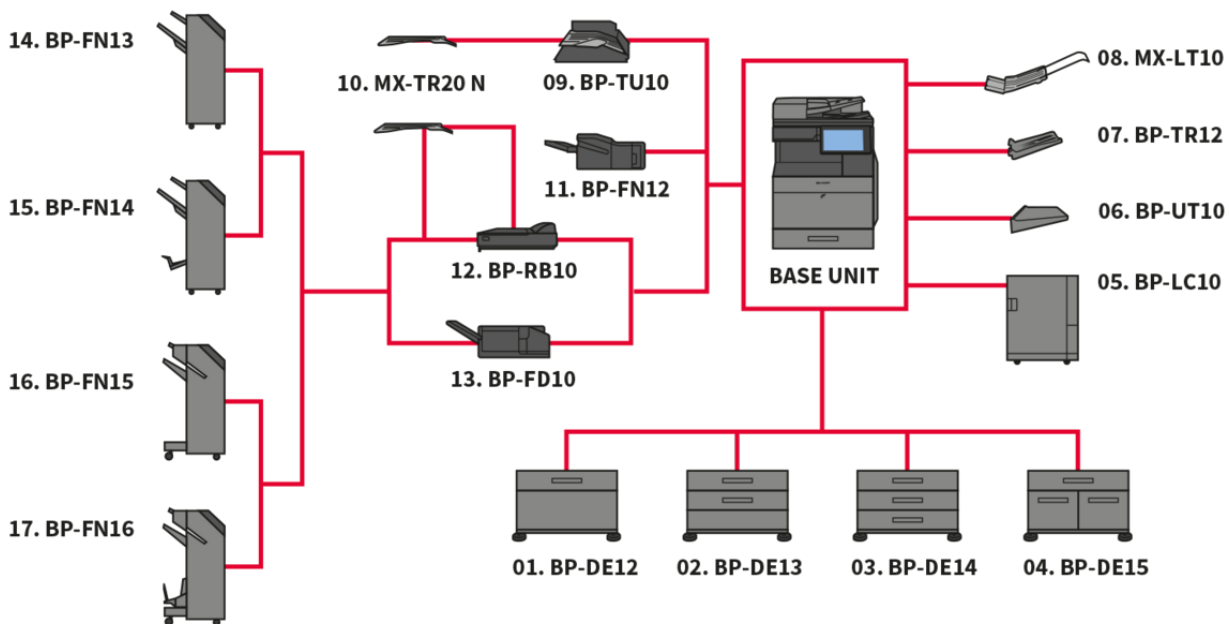 14. BP-FN13
10. MX-TR20 N
09. BP-TU10
08. MX-LT10
07. BP-TR12
11. BP-FN12
15. BP-FN14
06. BP-UT10
12. BP-RB10
BASE UNIT
05. BP-LC10
13. BP-FD10
16. BP-FN15
17. BP-FN16
01. BP-DE12
02. BP-DE13
03. BP-DE14
04. BP-DE15